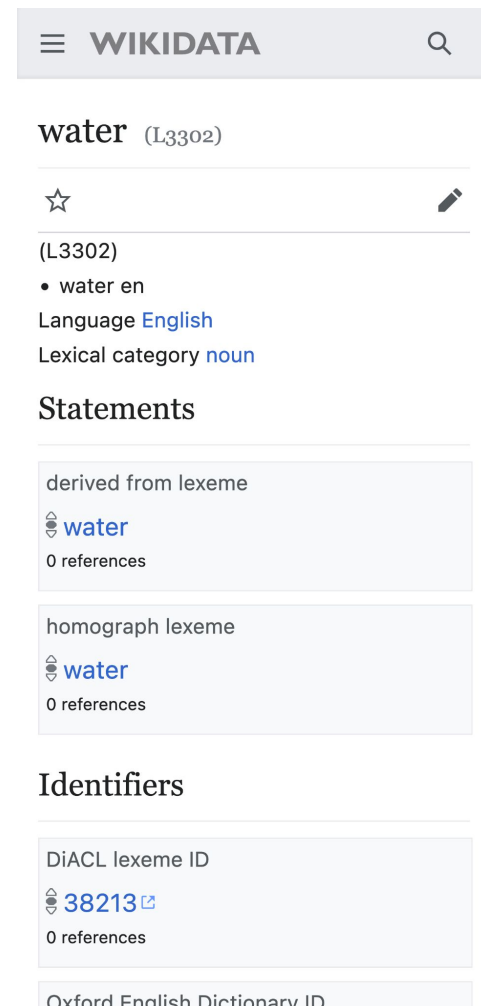 WIKIDATA
water (L3302)
(L3302)
• water en
Language English
Lexical category noun
Statements
derived from lexeme
water
0 references
homograph lexeme
water
0 references
Identifiers
DiACL lexeme ID
38213
0 references
Oxford English Dictionary ID